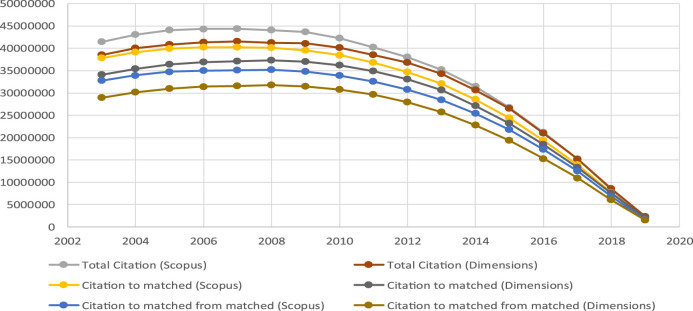 50000000
45000000
40000000
35000000
30000000
25000000
20000000
15000000
10000000
5000000
0
2002 2004 2006 2008 2010 2012 2014 2016 2018 2020
Total Citation (Scopus) Total Citation (Dimensions)
Citation to matched (Scopus) Citation to matched (Dimensions)
Citation to matched from matched (Scopus) Citation to matched from matched (Dimensions)